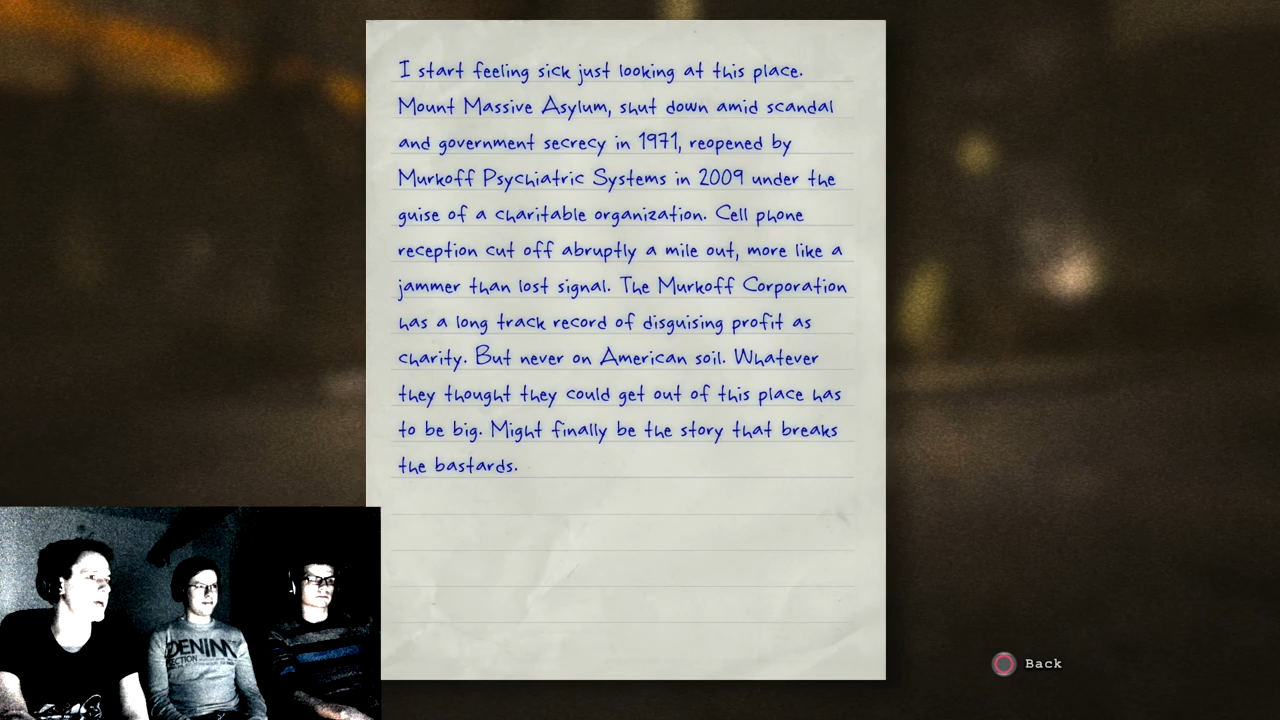 I start feeling sick just looking at this place.
Mount Massive Asylum, shut down amid scandal
and government secrecy in 1971, reopened by
Murkoff Psychiatric Systems in 2009 under the
guise of a charitable organization. Cell phone
reception cut off abruptly a mile out, more like a
jammer than lost signal. The Murkoff Corporation
has a long track record of disguising profit as
charity. But never on American soil. Whatever
they thought they could get out of this place has
to be big. Might finally be the story that breaks
the bastards.
DENIM
SECTION
Back